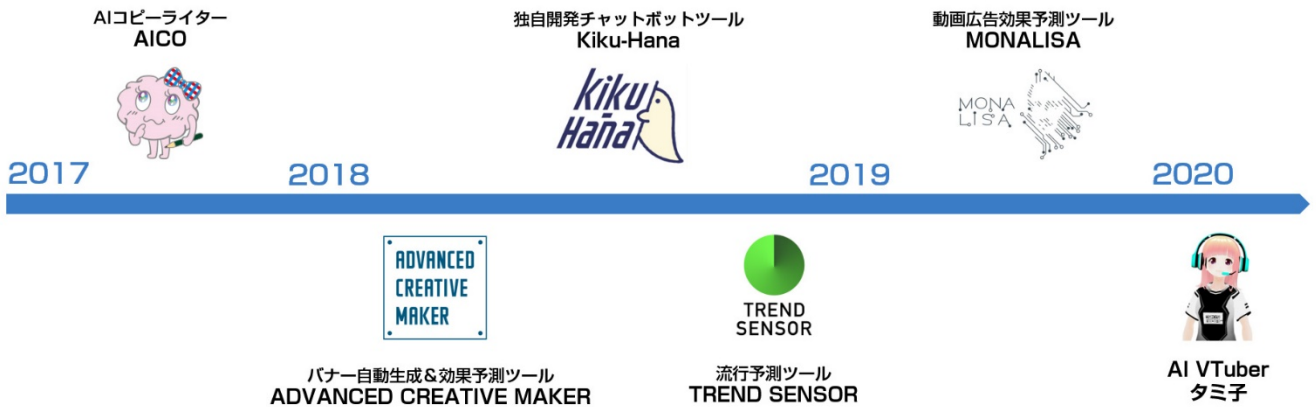 AIコピーライター
AICO
独自開発チャットボットツール
Kiku-Hana
動画広告効果予測ツール
MONALISA
kiku
Hana
MONA
LISA
2017
2018
2019
2020
ADVANCED
CREATIVE
MAKER
TREND
SENSOR
バナー自動生成&効果予測ツール
ADVANCED CREATIVE MAKER
流行予測ツール
TREND SENSOR
AI VTuber
タミ子